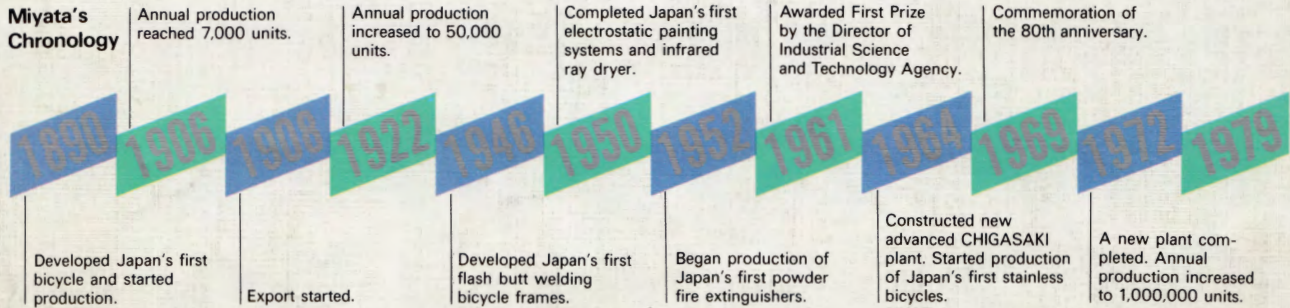 Miyata's
Chronology
Annual production
reached 7,000 units.
Annual production
increased to 50,000
units.
Completed Japan's first
electrostatic painting
systems and infrared
ray dryer.
Awarded First Prize
by the Director of
Industrial Science
and Technology Agency.
Commemoration of
the 80th anniversary.
1890
1906
1908
1922
1946
1950
1952
1961
1964
1969
1972
1979
Developed Japan's first
bicycle and started
production.
Export started.
Developed Japan's first
flash butt welding
bicycle frames.
Began production of
Japan's first powder
fire extinguishers.
Constructed new
advanced CHIGASAKI
plant. Started production
of Japan's first stainless
bicycles.
A new plant com-
pleted. Annual
production increased
to 1,000,000 units.